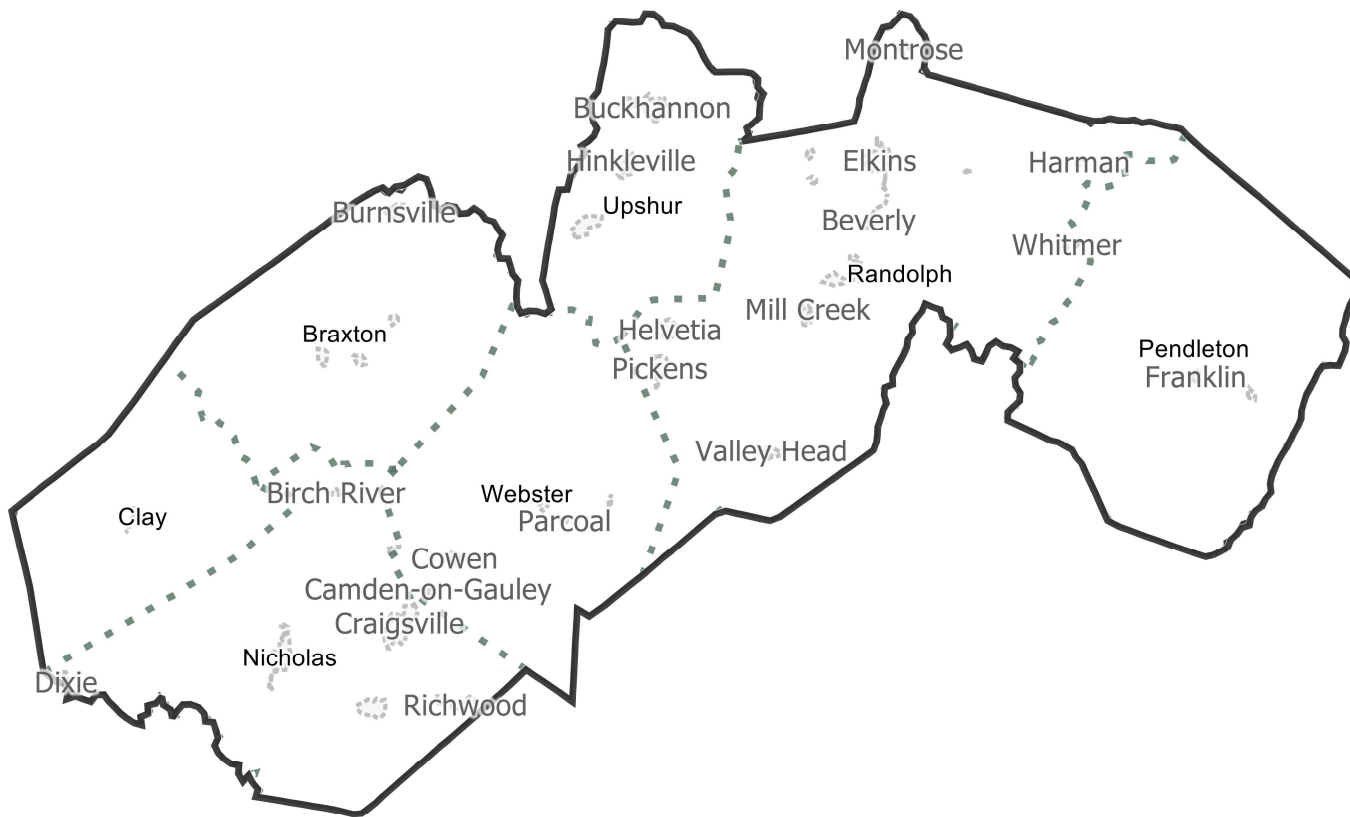 Montrose
Buckhannon
Hinkleville
Elkins
Harman
Burnsville
Upshur
Beverly
Whitmer
Randolph
Mill Creek
Braxton
Helvetia
Pendleton
Pickens
Franklin
Valley Head
Birch River
Webster
Clay
Parcoal
Cowen
Camden-on-Gauley
Craigsville
Nicholas
Dixie
Richwood